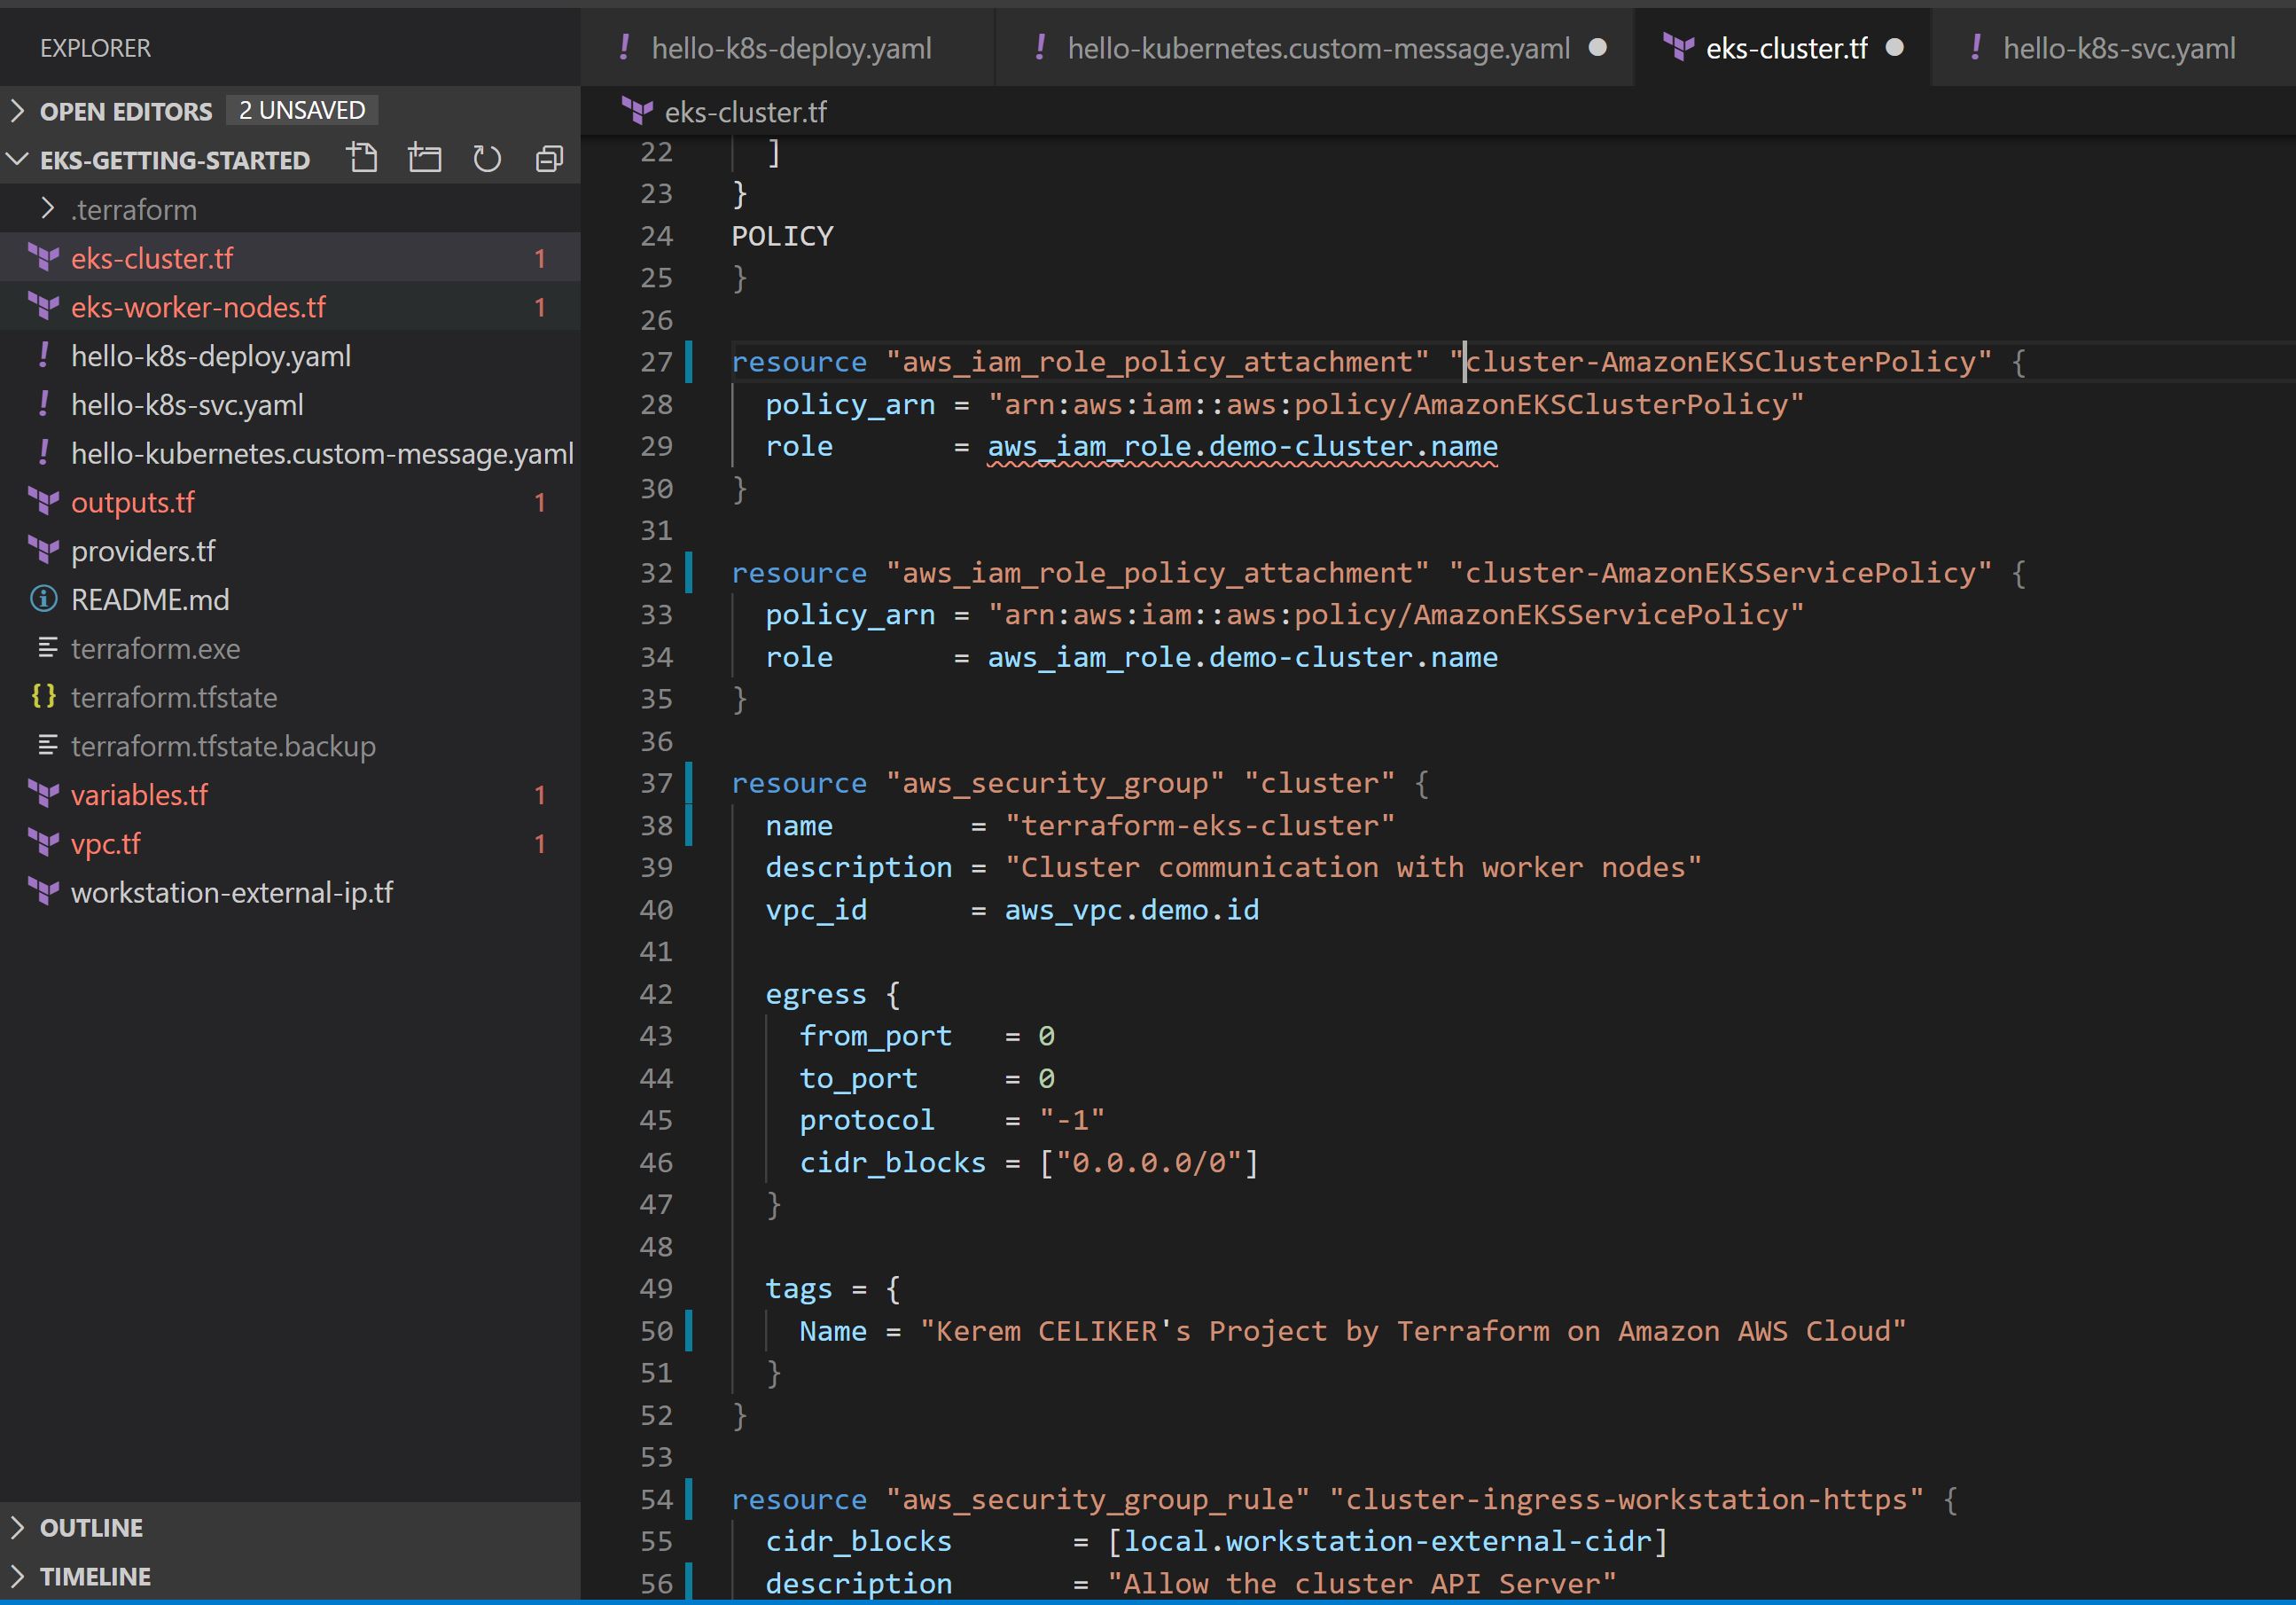 EXPLORER
OPEN EDITORS 2 UNSAVED
EKS-GETTING-STARTED
.terraform
eks-cluster.tf 1
eks-worker-nodes.tf 1
hello-k8s-deploy.yaml
hello-k8s-svc.yaml
hello-kubernetes.custom-message.yaml
outputs.tf 1
providers.tf
README.md
terraform.exe
terraform.tfstate
terraform.tfstate.backup
variables.tf 1
vpc.tf 1
workstation-external-ip.tf
OUTLINE
TIMELINE
hello-k8s-deploy.yaml hello-kubernetes.custom-message.yaml eks-cluster.tf hello-k8s-svc.yaml
eks-cluster.tf
22 ]
23 }
24 POLICY
25 }
26
27 resource "aws_iam_role_policy_attachment" "cluster-AmazonEKSClusterPolicy" {
28 policy_arn = "arn:aws:iam::aws:policy/AmazonEKSClusterPolicy"
29 role = aws_iam_role.demo-cluster.name
30 }
31
32 resource "aws_iam_role_policy_attachment" "cluster-AmazonEKSServicePolicy" {
33 policy_arn = "arn:aws:iam::aws:policy/AmazonEKSServicePolicy"
34 role = aws_iam_role.demo-cluster.name
35 }
36
37 resource "aws_security_group" "cluster" {
38 name = "terraform-eks-cluster"
39 description = "Cluster communication with worker nodes"
40 vpc_id = aws_vpc.demo.id
41
42 egress {
43 from_port = 0
44 to_port = 0
45 protocol = "-1"
46 cidr_blocks = ["0.0.0.0/0"]
47 }
48
49 tags = {
50 Name = "Kerem CELIKER's Project by Terraform on Amazon AWS Cloud"
51 }
52 }
53
54 resource "aws_security_group_rule" "cluster-ingress-workstation-https" {
55 cidr_blocks = [local.workstation-external-cidr]
56 description = "Allow the cluster API Server"